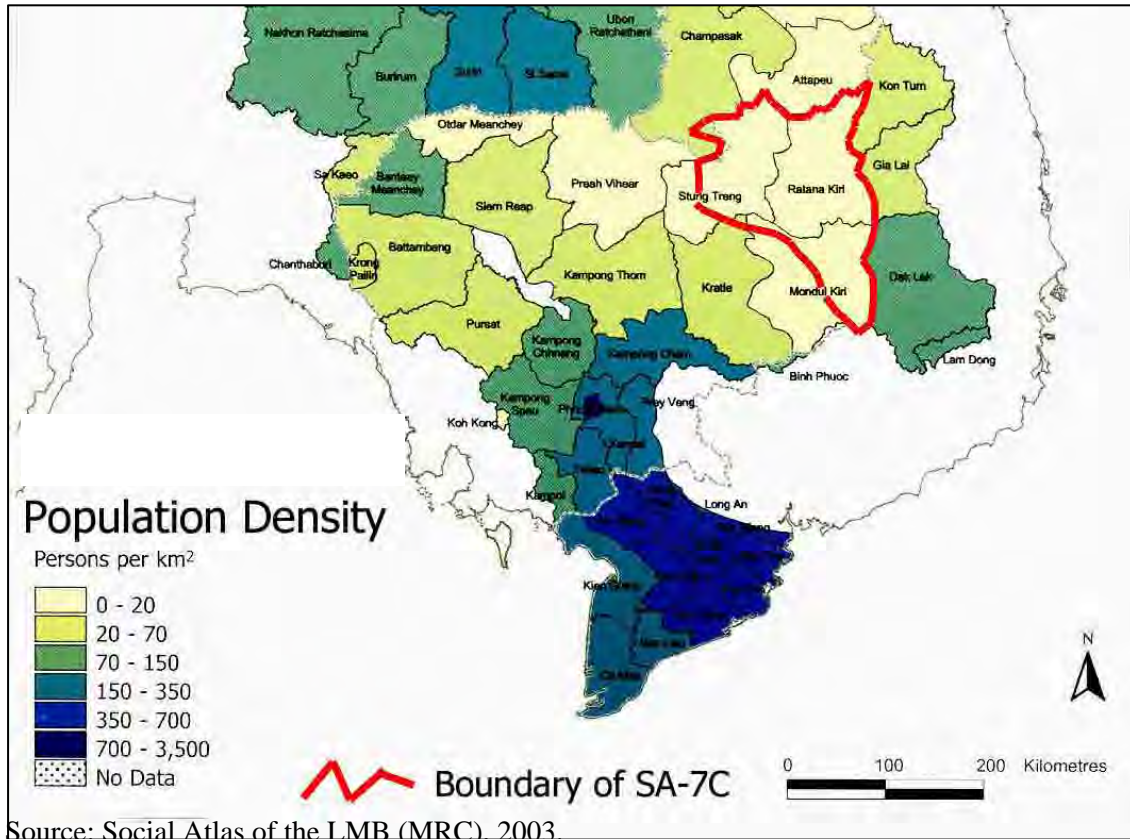 Nakhon Ratchasima
Burirum
Surin
Si Saket
Ubon
Ratchathani
Champasak
Attapeu
Kon Tum
Otdar Meanchey
Sa Kaeo
Banteay
Meanchey
Siem Reap
Preah Vihear
Stung Treng
Ratana Kiri
Gia Lai
Chanthaburi
Krong
Pailin
Battambang
Kampong Thom
Kratie
Mondul Kiri
Dak Lak
Pursat
Kampong
Chhnang
Kampong Cham
Lam Dong
Binh Phuoc
Kampong
Speu
Prey Veng
Koh Kong
Kampot
Long An
Kien Giang
Ca Mau
Population Density
Persons per km²
0 - 20
20 - 70
70 - 150
150 - 350
350 - 700
700 - 3,500
No Data
Boundary of SA-7C
N
0 100 200 Kilometres
Source: Social Atlas of the LMB (MRC), 2003.